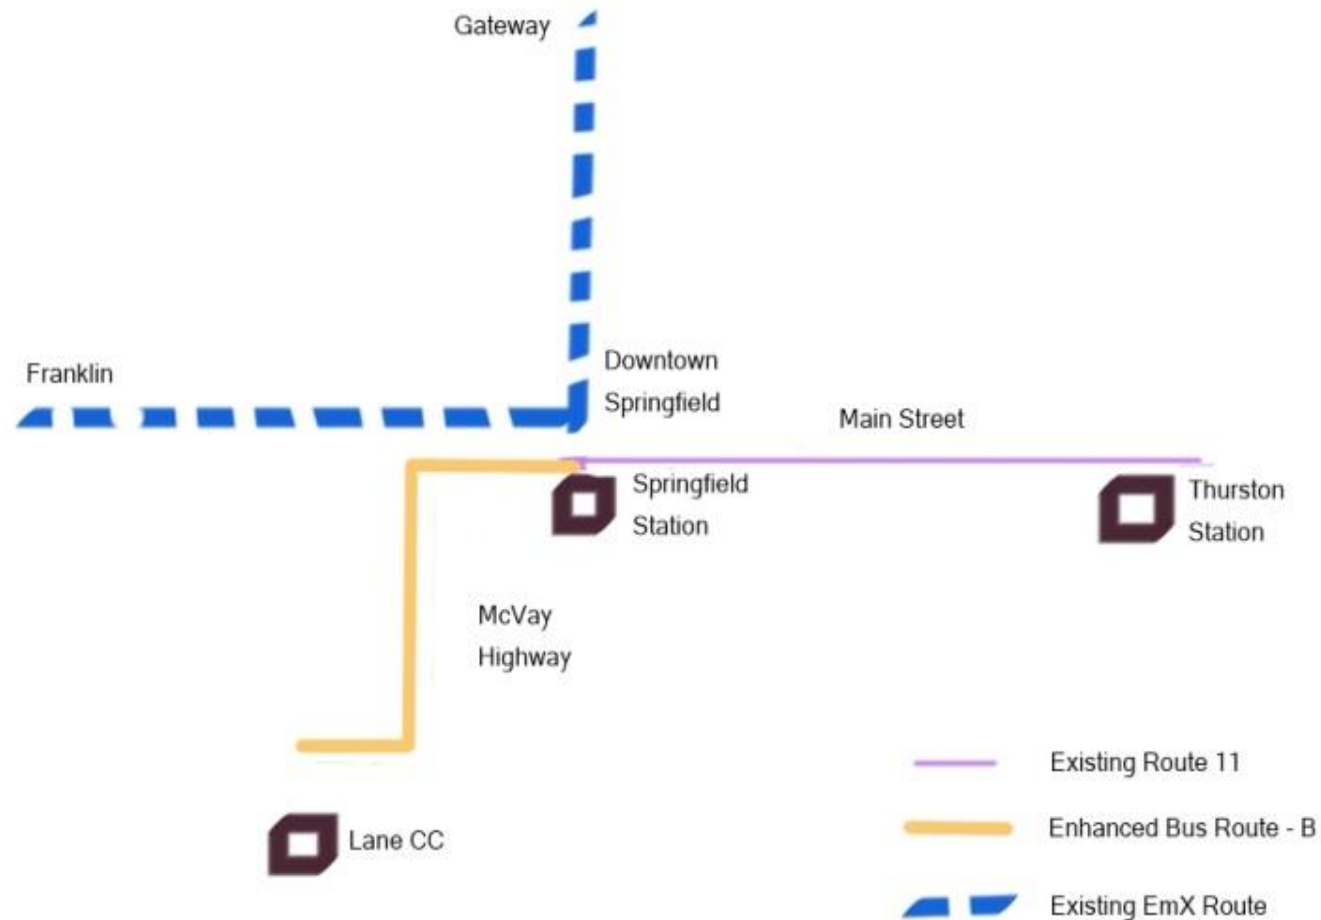 Gateway
Franklin
Downtown
Springfield
Main Street
Springfield
Station
Thurston
Station
McVay
Highway
Lane CC
Existing Route 11
Enhanced Bus Route - B
Existing EmX Route